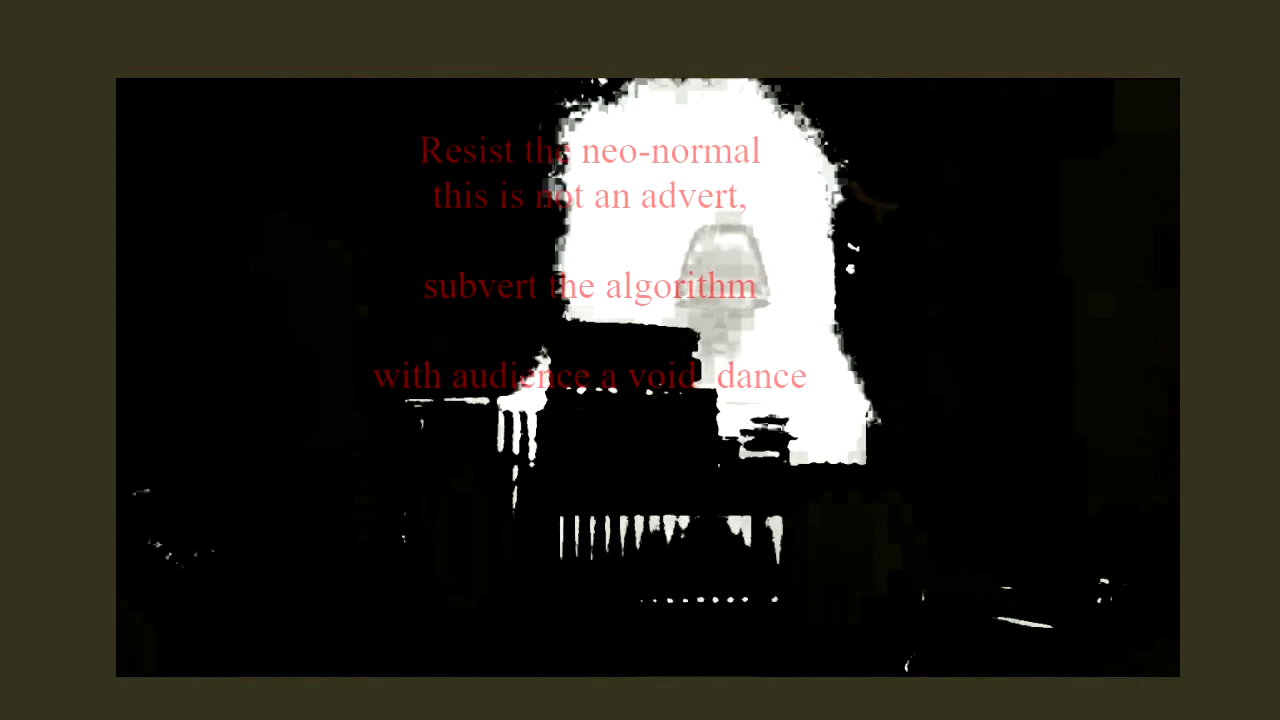 Resist the neo-normal
this is not an advert,
subvert the algorithm
with audience a void dance